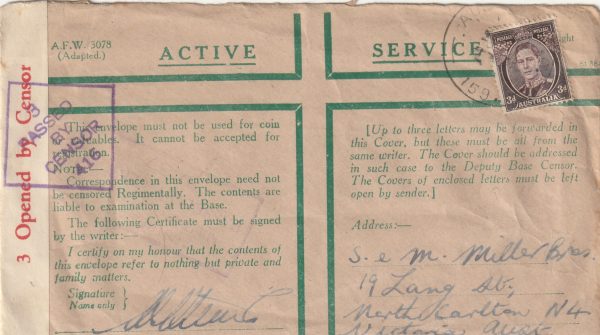 A.F.W. 3078
(Adapted.)
ACTIVE SERVICE
3 Opened by Censor
PASSED
BY
CENSOR
POSTAGE
3d AUSTRALIA 3d
This envelope must not be used for coin
It cannot be accepted for
NOTE—
Correspondence in this envelope need not
be censored Regimentally. The contents are
liable to examination at the Base.
The following Certificate must be signed
by the writer:—
I certify on my honour that the contents of
this envelope refer to nothing but private and
family matters.
Signature }
Name only }
[Up to three letters may be forwarded in
this Cover, but these must be all from the
same writer. The Cover should be addressed
in such case to the Deputy Base Censor.
The Covers of enclosed letters must be left
open by sender.]
Address:—
S. e M. Miller Bros.
19 Lang St,
North Carlton N4
Victoria